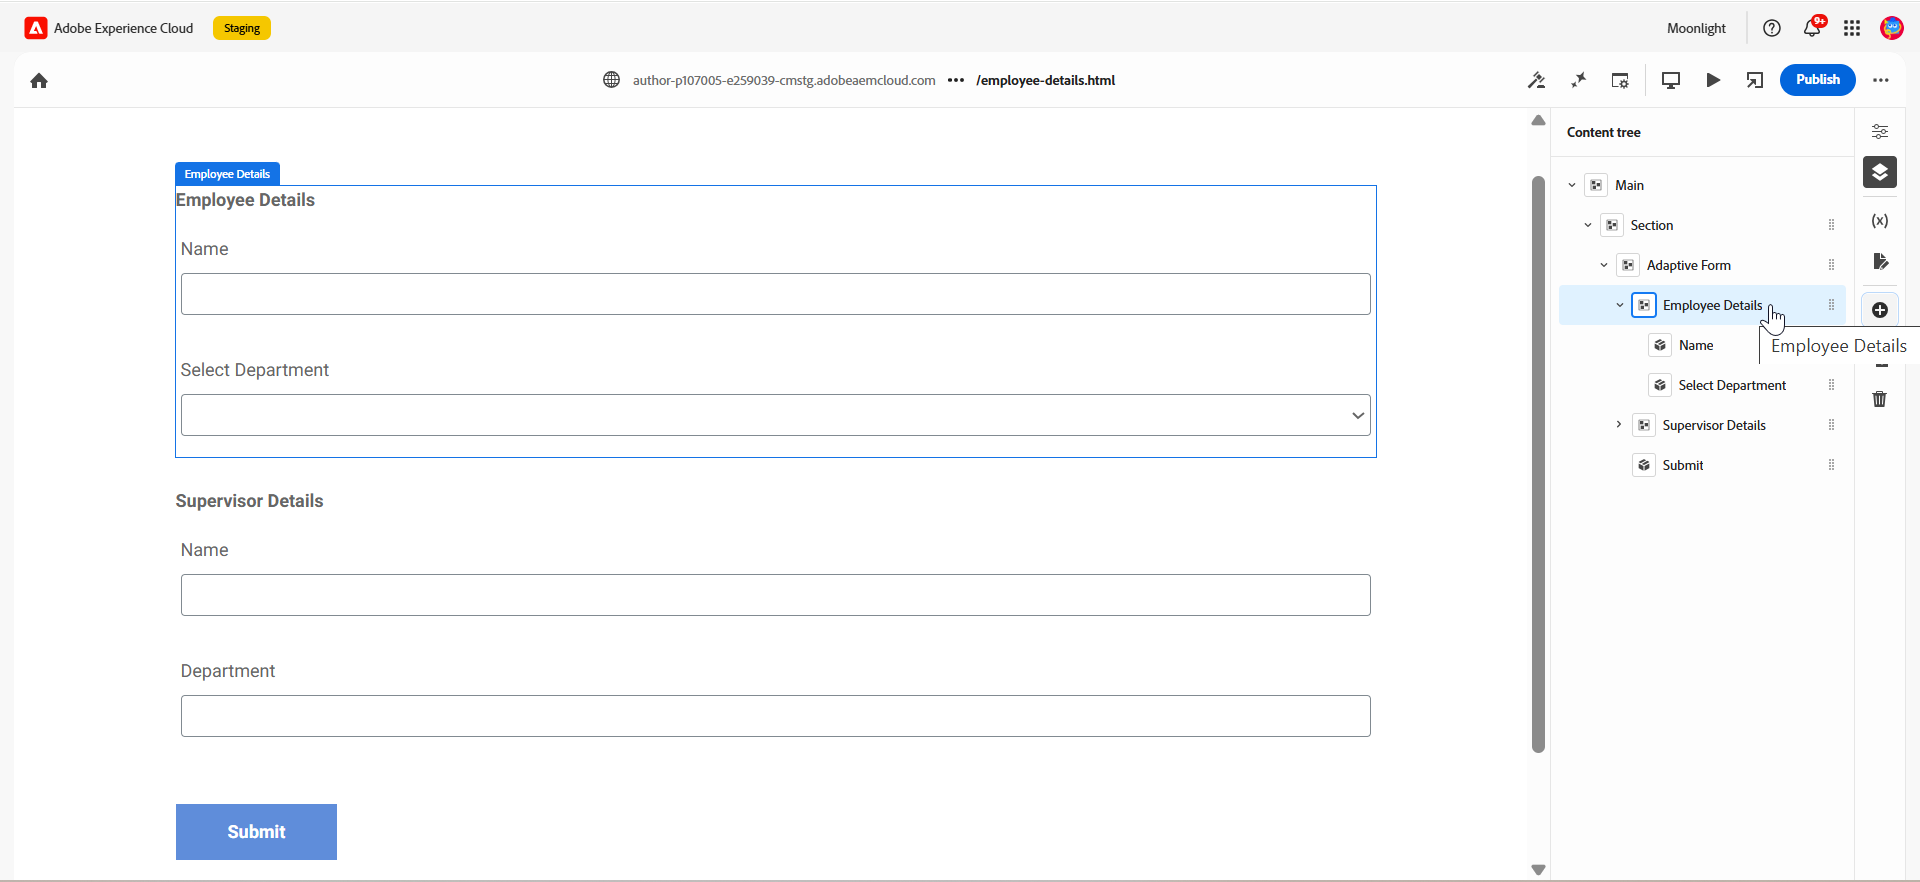 Adobe Experience Cloud Staging Moonlight 9+
author-p107005-e259039-cmstg.adobeaemcloud.com ••• /employee-details.html Publish
Content tree
Employee Details
Employee Details
Name
Select Department
Supervisor Details
Name
Department
Submit
Main
Section
Adaptive Form
Employee Details
Name
Employee Details
Select Department
Supervisor Details
Submit
(x)